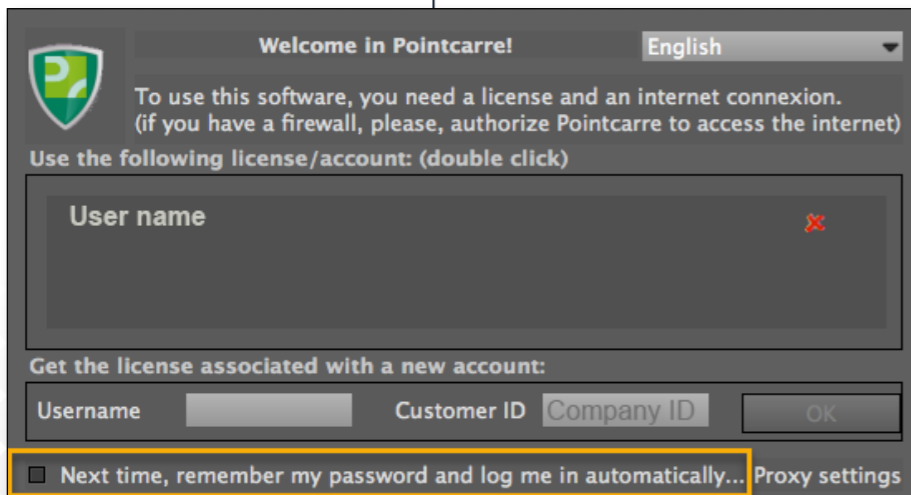 Welcome in Pointcarre!
English
To use this software, you need a license and an internet connexion.
(if you have a firewall, please, authorize Pointcarre to access the internet)
Use the following license/account: (double click)
User name
Get the license associated with a new account:
Username Customer ID Company ID OK
Next time, remember my password and log me in automatically... Proxy settings